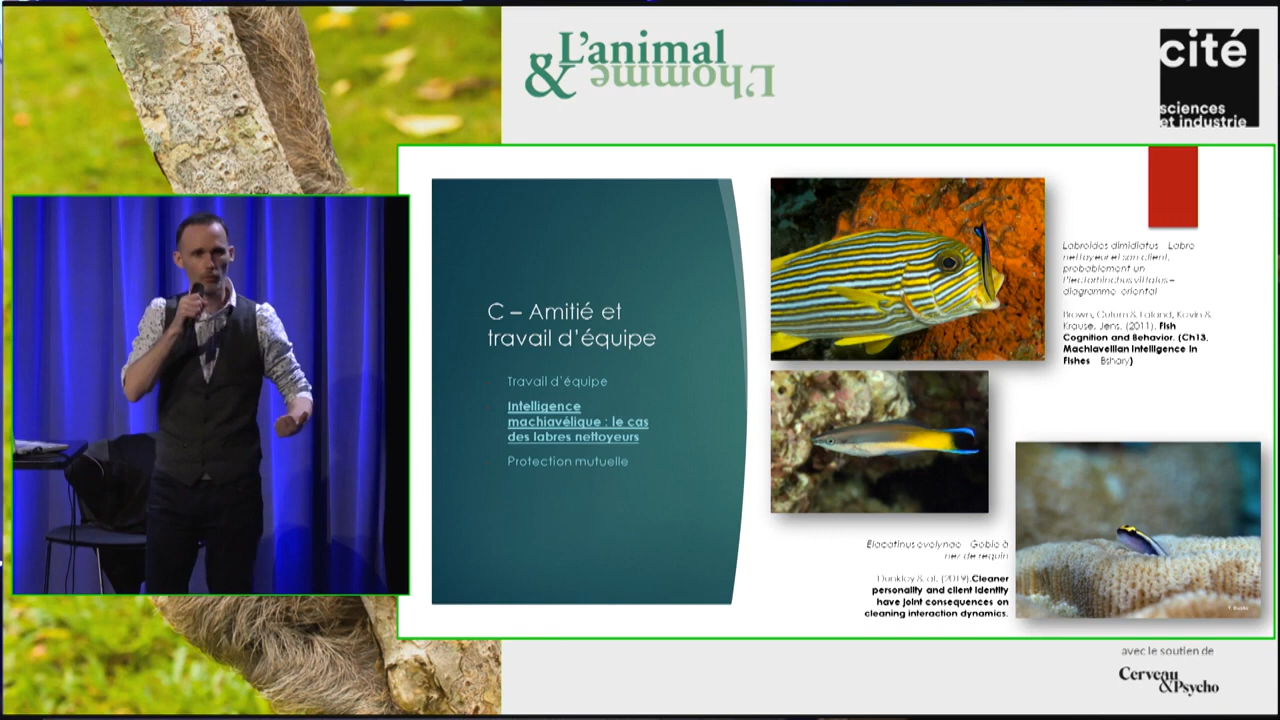 L'animal
& L'homme
cité
sciences
et industrie
C – Amitié et
travail d'équipe
Travail d'équipe
Intelligence
machiavélique : le cas
des labres nettoyeurs
Protection mutuelle
Labroides dimidiatus Labre
nettoyeur et son client,
probablement un
Plectorhinchus vittatus –
diagramme oriental
Brown, Culum & Laland, Kevin &
Krause, Jens. (2011). Fish
Cognition and Behavior. (Ch13.
Machiavellian Intelligence in
Fishes Bshary)
Elacatinus evelynae Gobie à
nez de requin
Dunkley & al. (2019).Cleaner
personality and client identity
have joint consequences on
cleaning interaction dynamics.
avec le soutien de
Cerveau
&Psycho